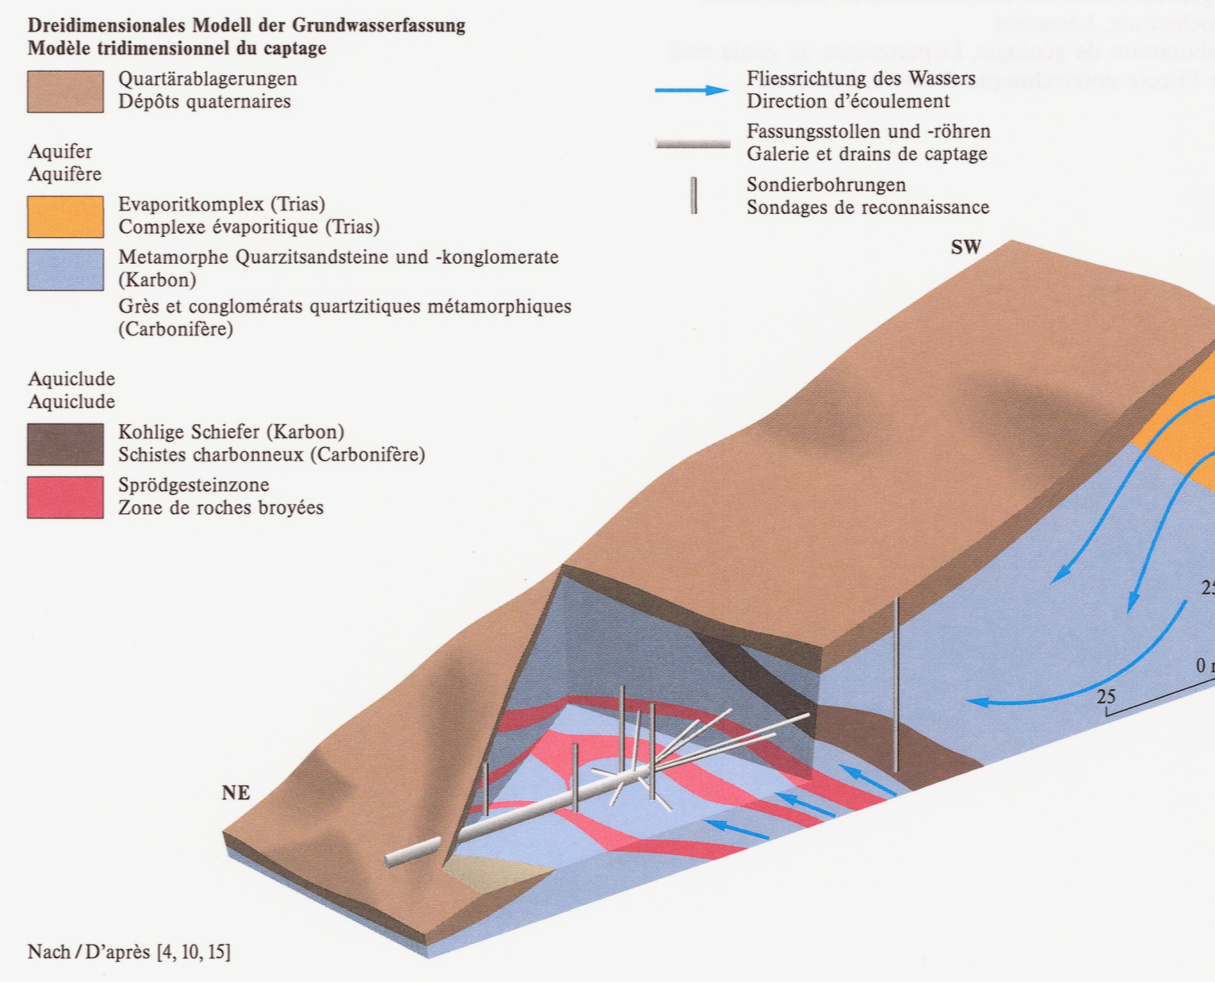 Dreidimensionales Modell der Grundwasserfassung
Modèle tridimensionnel du captage
Quartärablagerungen
Dépôts quaternaires
Aquifer
Aquifère
Evaporitkomplex (Trias)
Complexe évaporitique (Trias)
Metamorphe Quarzitsandsteine und -konglomerate
(Karbon)
Grès et conglomérats quartzitiques métamorphiques
(Carbonifère)
Aquiclude
Aquiclude
Kohlige Schiefer (Karbon)
Schistes charbonneux (Carbonifère)
Sprödgesteinzone
Zone de roches broyées
Fliessrichtung des Wassers
Direction d'écoulement
Fassungsstollen und -röhren
Galerie et drains de captage
Sondierbohrungen
Sondages de reconnaissance
SW
25
0
25
NE
Nach / D'après [4, 10, 15]